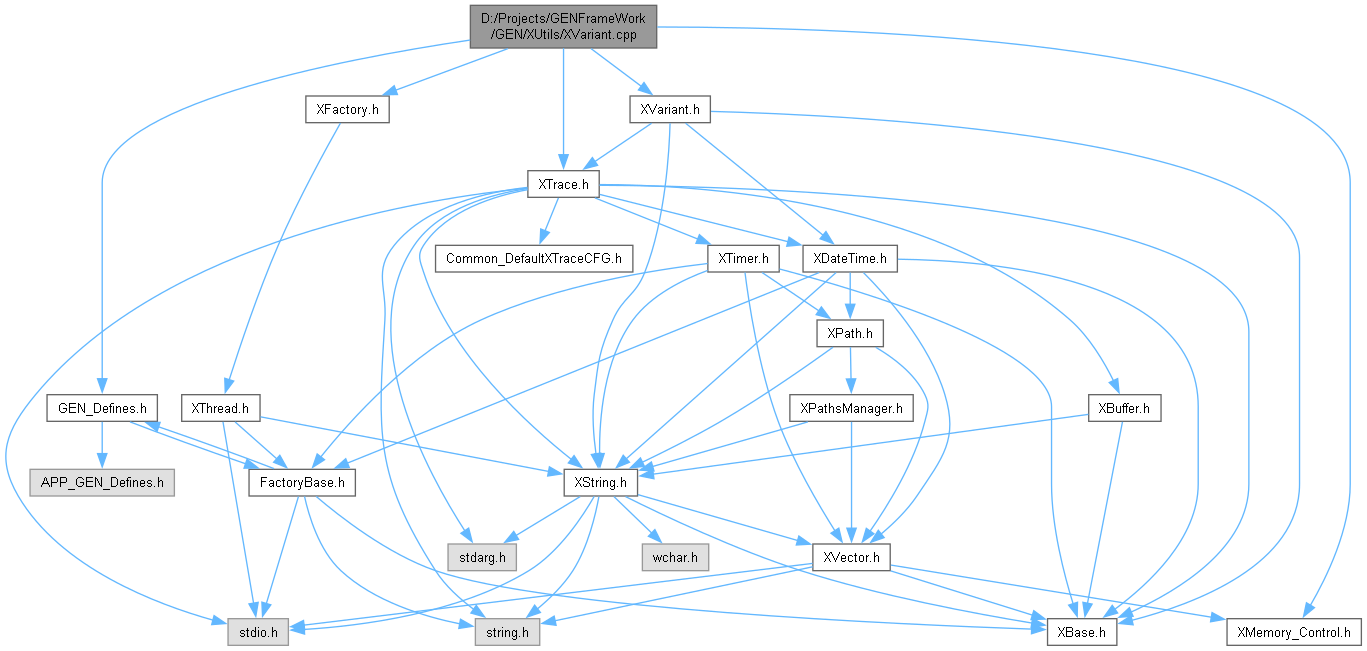 D:/Projects/GENFrameWork
/GEN/XUtils/XVariant.cpp
XFactory.h
XVariant.h
XTrace.h
Common_DefaultXTraceCFG.h
XTimer.h
XDateTime.h
XPath.h
GEN_Defines.h
XThread.h
XPathsManager.h
XBuffer.h
APP_GEN_Defines.h
FactoryBase.h
XString.h
stdarg.h
wchar.h
XVector.h
stdio.h
string.h
XBase.h
XMemory_Control.h